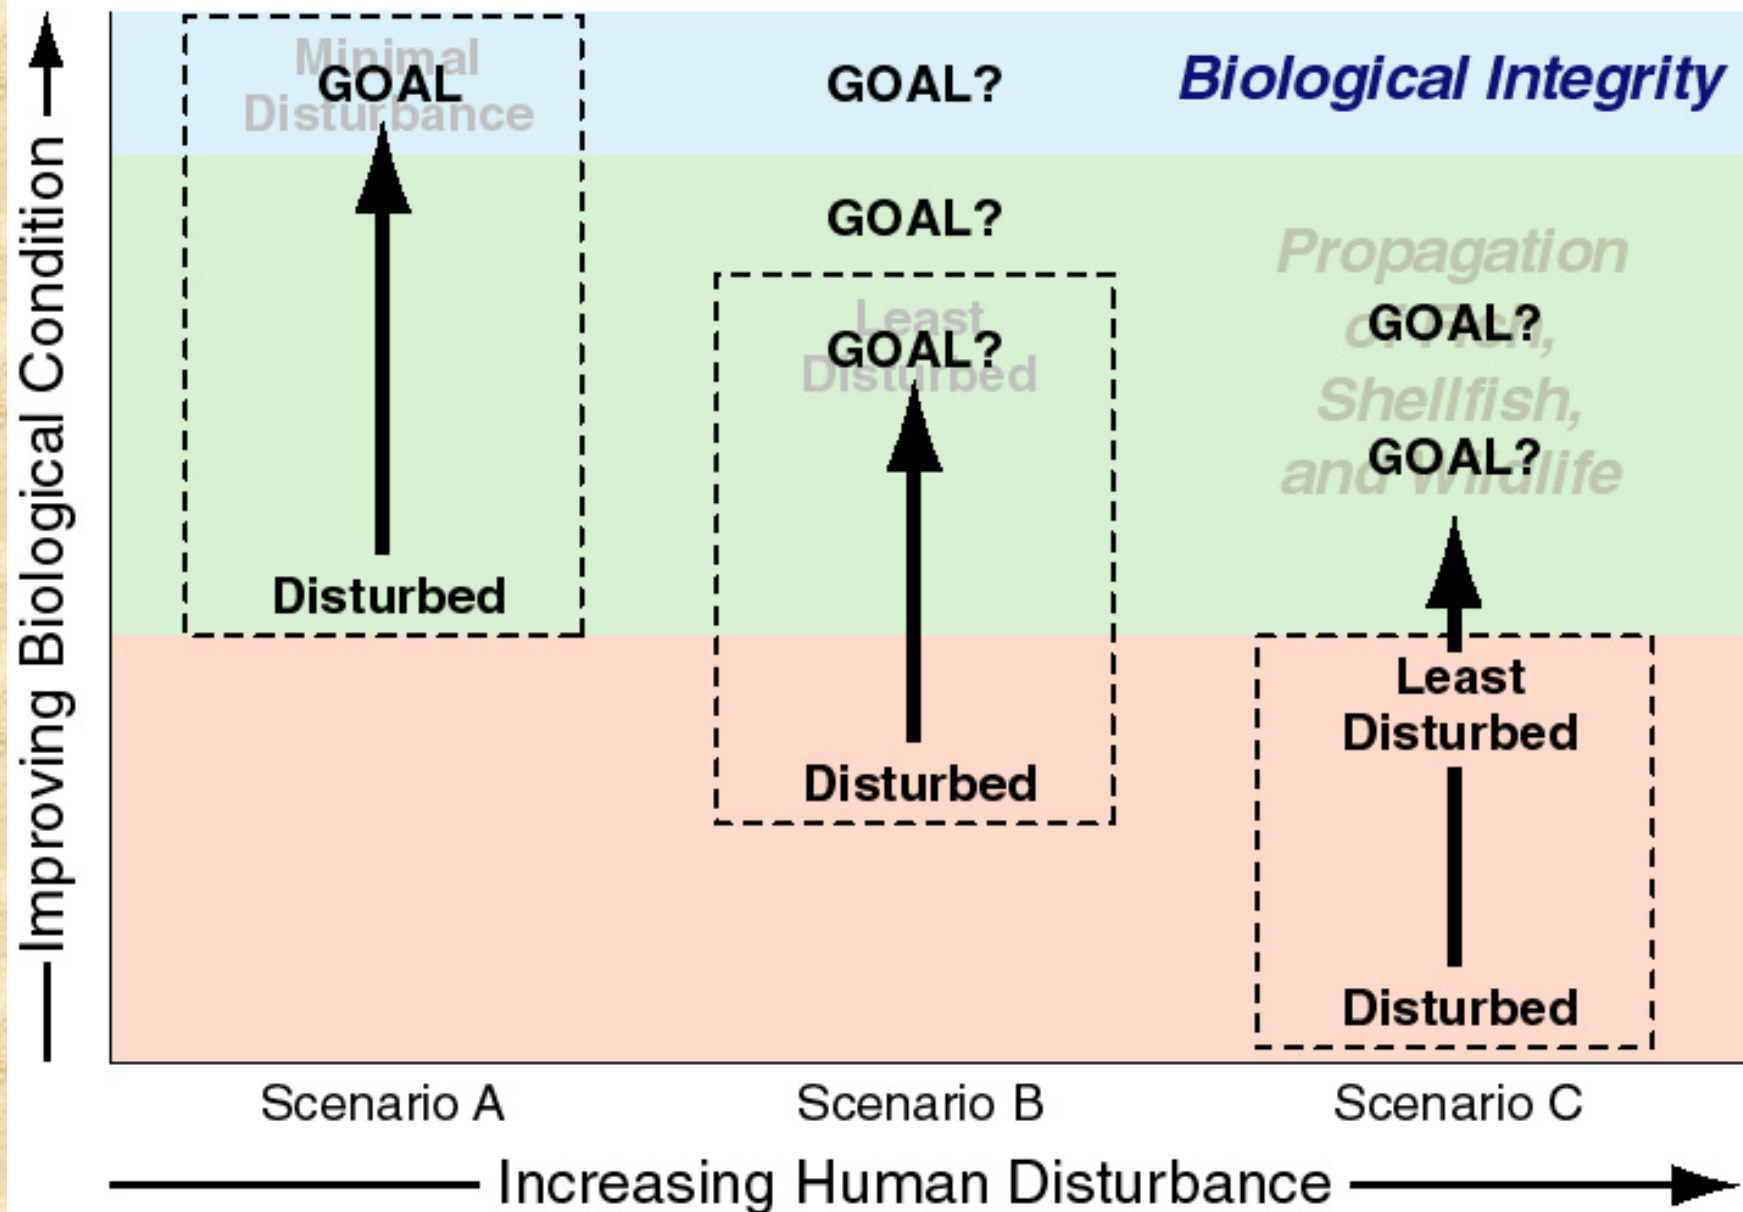 Improving Biological Condition
Minimal
Disturbance
GOAL
Disturbed
GOAL?
GOAL?
Least
Disturbed
GOAL?
Disturbed
Biological Integrity
Propagation
of Fish,
Shellfish,
and Wildlife
GOAL?
GOAL?
Least
Disturbed
Disturbed
Scenario A
Scenario B
Scenario C
Increasing Human Disturbance